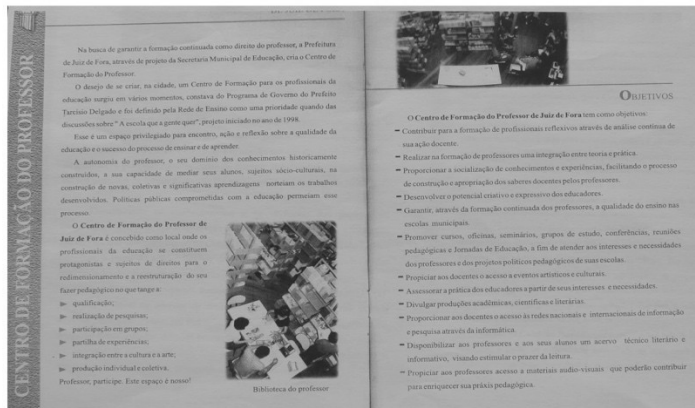 CENTRO DE FORMAÇÃO DO PROFESSOR
Na busca de garantir a formação continuada como direito do professor, a Prefeitura
de Juiz de Fora, através de projeto da Secretaria Municipal de Educação, cria o Centro de
Formação do Professor.
O desejo de se criar, na cidade, um Centro de Formação para os profissionais da
educação surgiu em vários momentos, constava do Programa de Governo do Prefeito
Tarcísio Delgado e foi definido pela Rede de Ensino como uma prioridade quando das
discussões sobre " A escola que a gente quer", projeto iniciado no ano de 1998.
Esse é um espaço privilegiado para encontro, ação e reflexão sobre a qualidade da
educação e o sucesso do processo de ensinar e de aprender.
A autonomia do professor, o seu domínio dos conhecimentos historicamente
construídos, a sua capacidade de mediar seus alunos, sujeitos sócio-culturais, na
construção de novas, coletivas e significativas aprendizagens norteiam os trabalhos
desenvolvidos. Políticas públicas comprometidas com a educação permeiam esse
processo.
O Centro de Formação do Professor de
Juiz de Fora é concebido como local onde os
profissionais da educação se constituem
protagonistas e sujeitos de direitos para o
redimensionamento e a reestruturação do seu
fazer pedagógico no que tange a:
► qualificação;
► realização de pesquisas;
► participação em grupos;
► partilha de experiências;
► integração entre a cultura e a arte;
► produção individual e coletiva.
Professor, participe. Este espaço é nosso!
Biblioteca do professor
OBJETIVOS
O Centro de Formação do Professor de Juiz de Fora tem como objetivos:
- Contribuir para a formação de profissionais reflexivos através de análise contínua de
sua ação docente.
- Realizar na formação de professores uma integração entre teoria e prática.
- Proporcionar a socialização de conhecimentos e experiências, facilitando o processo
de construção e apropriação dos saberes docentes pelos professores.
- Desenvolver o potencial criativo e expressivo dos educadores.
- Garantir, através da formação continuada dos professores, a qualidade do ensino nas
escolas municipais.
- Promover cursos, oficinas, seminários, grupos de estudo, conferências, reuniões
pedagógicas e Jornadas de Educação, a fim de atender aos interesses e necessidades
dos professores e dos projetos políticos pedagógicos de suas escolas.
- Propiciar aos docentes o acesso a eventos artísticos e culturais.
- Assessorar a prática dos educadores a partir de seus interesses e necessidades.
- Divulgar produções acadêmicas, científicas e literárias.
- Proporcionar aos docentes o acesso às redes nacionais e internacionais de informação
e pesquisa através da informática.
- Disponibilizar aos professores e aos seus alunos um acervo técnico literário e
informativo, visando estimular o prazer da leitura.
- Propiciar aos professores acesso a materiais audio-visuais que poderão contribuir
para enriquecer sua práxis pedagógica.